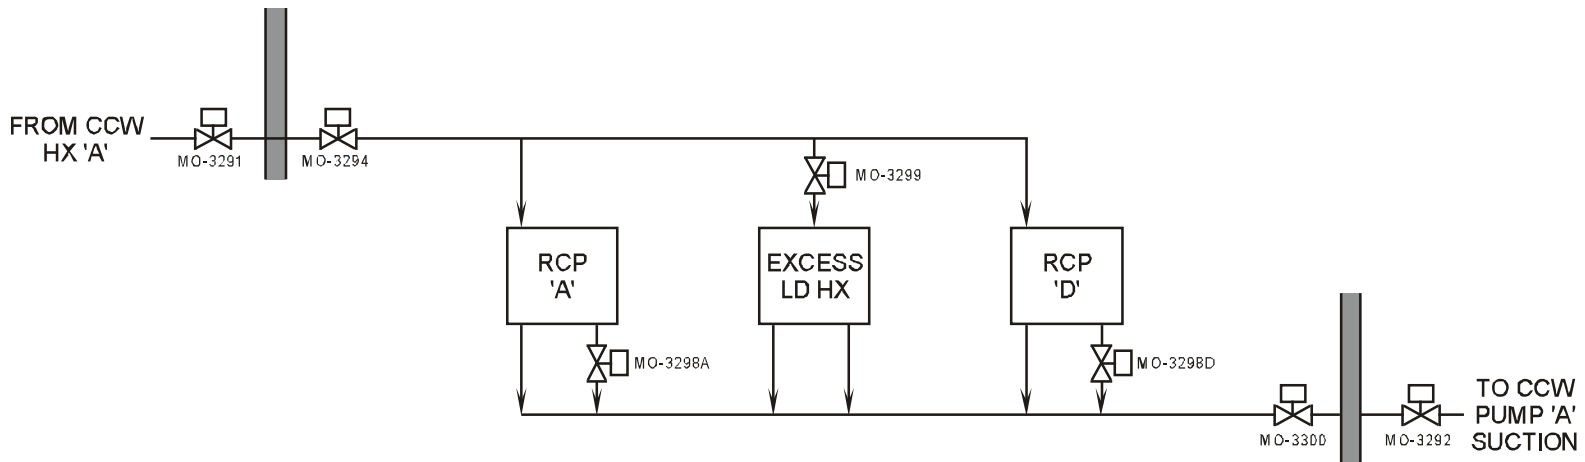 FROM CCW
HX 'A'
MO-3291
MO-3294
MO-3299
RCP
'A'
EXCESS
LD HX
RCP
'D'
MO-3298A
MO-3298D
TO CCW
PUMP 'A'
SUCTION
MO-3300
MO-3292